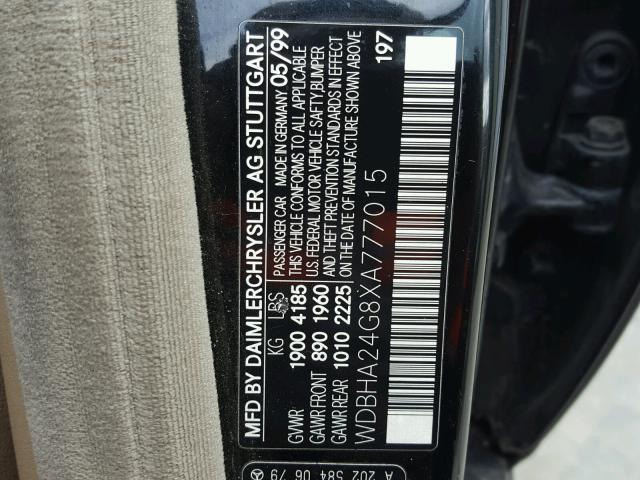 MFD BY DAIMLERCHRYSLER AG STUTTGART
PASSENGER CAR MADE IN GERMANY 05/99
KG LBS
THIS VEHICLE CONFORMS TO ALL APPLICABLE
GVWR 1900 4185
U.S. FEDERAL MOTOR VEHICLE SAFTY, BUMPER
GAWR FRONT 890 1960
AND THEFT PREVENTION STANDARDS IN EFFECT
GAWR REAR 1010 2225
ON THE DATE OF MANUFACTURE SHOWN ABOVE
WDBHA24G8XA777015
197
A 202 584 06 79